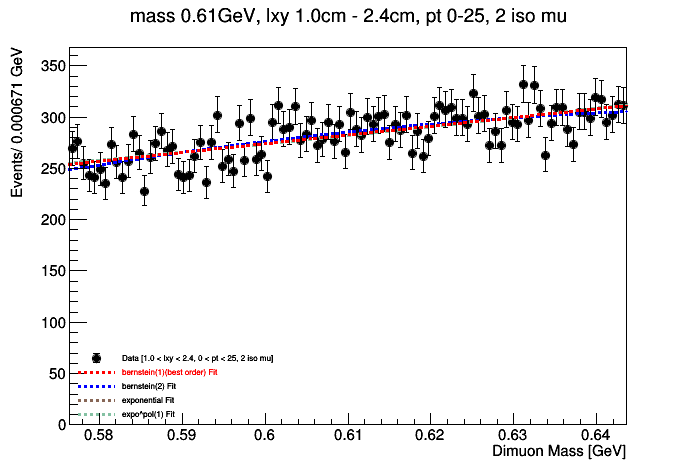 mass 0.61GeV, lxy 1.0cm - 2.4cm, pt 0-25, 2 iso mu
Events/ 0.000671 GeV
350
300
250
200
150
100
50
0
Data [1.0 < lxy < 2.4, 0 < pt < 25, 2 iso mu]
bernstein(1)(best order) Fit
bernstein(2) Fit
exponential Fit
expo*pol(1) Fit
0.58 0.59 0.6 0.61 0.62 0.63 0.64
Dimuon Mass [GeV]